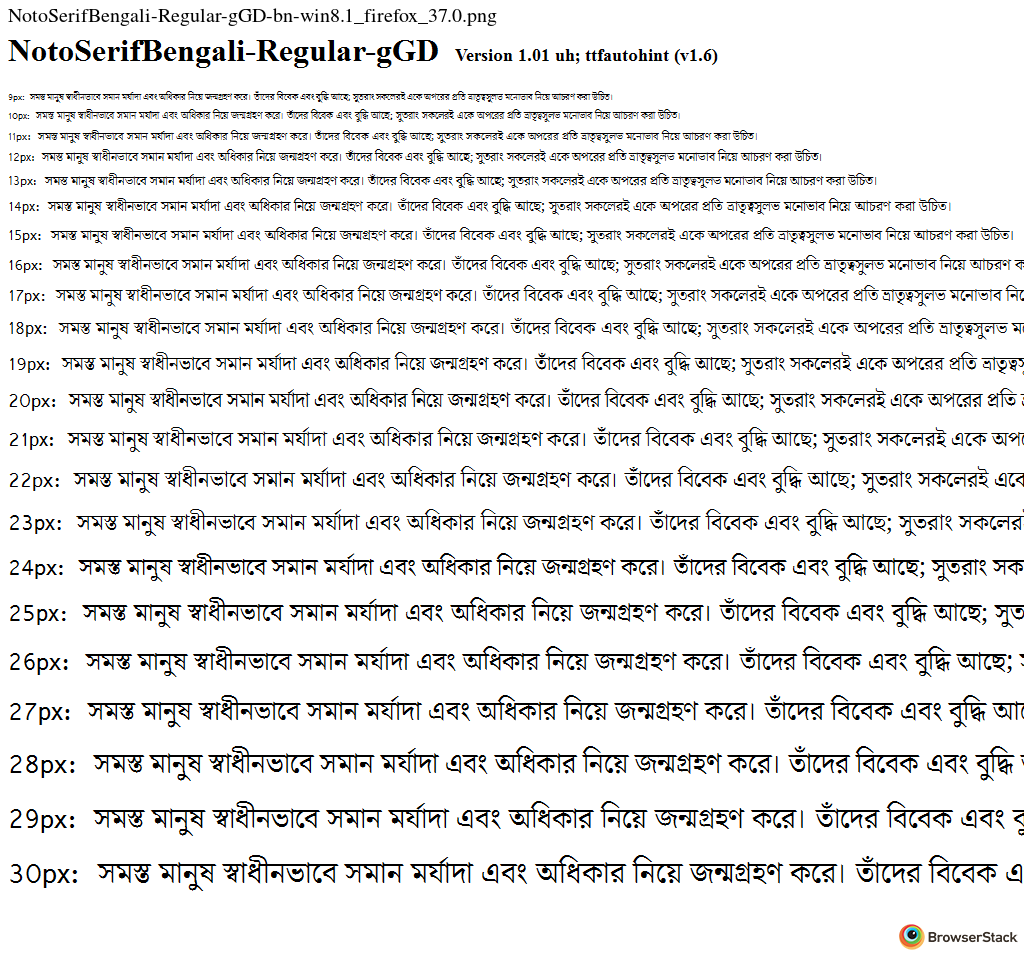 NotoSerifBengali-Regular-gGD-bn-win8.1_firefox_37.0.png
NotoSerifBengali-Regular-gGD Version 1.01 uh; ttfautohint (v1.6)
9px: সমস্ত মানুষ স্বাধীনভাবে সমান মর্যাদা এবং অধিকার নিয়ে জন্মগ্রহণ করে। তাঁদের বিবেক এবং বুদ্ধি আছে; সুতরাং সকলেরই একে অপরের প্রতি ভ্রাতৃত্বসুলভ মনোভাব নিয়ে আচরণ করা উচিত।
10px: সমস্ত মানুষ স্বাধীনভাবে সমান মর্যাদা এবং অধিকার নিয়ে জন্মগ্রহণ করে। তাঁদের বিবেক এবং বুদ্ধি আছে; সুতরাং সকলেরই একে অপরের প্রতি ভ্রাতৃত্বসুলভ মনোভাব নিয়ে আচরণ করা উচিত।
11px: সমস্ত মানুষ স্বাধীনভাবে সমান মর্যাদা এবং অধিকার নিয়ে জন্মগ্রহণ করে। তাঁদের বিবেক এবং বুদ্ধি আছে; সুতরাং সকলেরই একে অপরের প্রতি ভ্রাতৃত্বসুলভ মনোভাব নিয়ে আচরণ করা উচিত।
12px: সমস্ত মানুষ স্বাধীনভাবে সমান মর্যাদা এবং অধিকার নিয়ে জন্মগ্রহণ করে। তাঁদের বিবেক এবং বুদ্ধি আছে; সুতরাং সকলেরই একে অপরের প্রতি ভ্রাতৃত্বসুলভ মনোভাব নিয়ে আচরণ করা উচিত।
13px: সমস্ত মানুষ স্বাধীনভাবে সমান মর্যাদা এবং অধিকার নিয়ে জন্মগ্রহণ করে। তাঁদের বিবেক এবং বুদ্ধি আছে; সুতরাং সকলেরই একে অপরের প্রতি ভ্রাতৃত্বসুলভ মনোভাব নিয়ে আচরণ করা উচিত।
14px: সমস্ত মানুষ স্বাধীনভাবে সমান মর্যাদা এবং অধিকার নিয়ে জন্মগ্রহণ করে। তাঁদের বিবেক এবং বুদ্ধি আছে; সুতরাং সকলেরই একে অপরের প্রতি ভ্রাতৃত্বসুলভ মনোভাব নিয়ে আচরণ করা উচিত।
15px: সমস্ত মানুষ স্বাধীনভাবে সমান মর্যাদা এবং অধিকার নিয়ে জন্মগ্রহণ করে। তাঁদের বিবেক এবং বুদ্ধি আছে; সুতরাং সকলেরই একে অপরের প্রতি ভ্রাতৃত্বসুলভ মনোভাব নিয়ে আচরণ করা উচিত।
16px: সমস্ত মানুষ স্বাধীনভাবে সমান মর্যাদা এবং অধিকার নিয়ে জন্মগ্রহণ করে। তাঁদের বিবেক এবং বুদ্ধি আছে; সুতরাং সকলেরই একে অপরের প্রতি ভ্রাতৃত্বসুলভ মনোভাব নিয়ে আচরণ
17px: সমস্ত মানুষ স্বাধীনভাবে সমান মর্যাদা এবং অধিকার নিয়ে জন্মগ্রহণ করে। তাঁদের বিবেক এবং বুদ্ধি আছে; সুতরাং সকলেরই একে অপরের প্রতি ভ্রাতৃত্বসুলভ মনোভাব
18px: সমস্ত মানুষ স্বাধীনভাবে সমান মর্যাদা এবং অধিকার নিয়ে জন্মগ্রহণ করে। তাঁদের বিবেক এবং বুদ্ধি আছে; সুতরাং সকলেরই একে অপরের প্রতি ভ্রাতৃত্বসুলভ
19px: সমস্ত মানুষ স্বাধীনভাবে সমান মর্যাদা এবং অধিকার নিয়ে জন্মগ্রহণ করে। তাঁদের বিবেক এবং বুদ্ধি আছে; সুতরাং সকলেরই একে অপরের প্রতি
20px: সমস্ত মানুষ স্বাধীনভাবে সমান মর্যাদা এবং অধিকার নিয়ে জন্মগ্রহণ করে। তাঁদের বিবেক এবং বুদ্ধি আছে; সুতরাং সকলেরই একে অপরের প্রতি
21px: সমস্ত মানুষ স্বাধীনভাবে সমান মর্যাদা এবং অধিকার নিয়ে জন্মগ্রহণ করে। তাঁদের বিবেক এবং বুদ্ধি আছে; সুতরাং সকলেরই একে
22px: সমস্ত মানুষ স্বাধীনভাবে সমান মর্যাদা এবং অধিকার নিয়ে জন্মগ্রহণ করে। তাঁদের বিবেক এবং বুদ্ধি আছে; সুতরাং সকলেরই একে
23px: সমস্ত মানুষ স্বাধীনভাবে সমান মর্যাদা এবং অধিকার নিয়ে জন্মগ্রহণ করে। তাঁদের বিবেক এবং বুদ্ধি আছে; সুতরাং
24px: সমস্ত মানুষ স্বাধীনভাবে সমান মর্যাদা এবং অধিকার নিয়ে জন্মগ্রহণ করে। তাঁদের বিবেক এবং বুদ্ধি আছে; সুতরাং
25px: সমস্ত মানুষ স্বাধীনভাবে সমান মর্যাদা এবং অধিকার নিয়ে জন্মগ্রহণ করে। তাঁদের বিবেক এবং বুদ্ধি আছে;
26px: সমস্ত মানুষ স্বাধীনভাবে সমান মর্যাদা এবং অধিকার নিয়ে জন্মগ্রহণ করে। তাঁদের বিবেক এবং বুদ্ধি আছে;
27px: সমস্ত মানুষ স্বাধীনভাবে সমান মর্যাদা এবং অধিকার নিয়ে জন্মগ্রহণ করে। তাঁদের বিবেক এবং বুদ্ধি
28px: সমস্ত মানুষ স্বাধীনভাবে সমান মর্যাদা এবং অধিকার নিয়ে জন্মগ্রহণ করে। তাঁদের বিবেক এবং বুদ্ধি
29px: সমস্ত মানুষ স্বাধীনভাবে সমান মর্যাদা এবং অধিকার নিয়ে জন্মগ্রহণ করে। তাঁদের বিবেক এবং
30px: সমস্ত মানুষ স্বাধীনভাবে সমান মর্যাদা এবং অধিকার নিয়ে জন্মগ্রহণ করে। তাঁদের বিবেক
BrowserStack